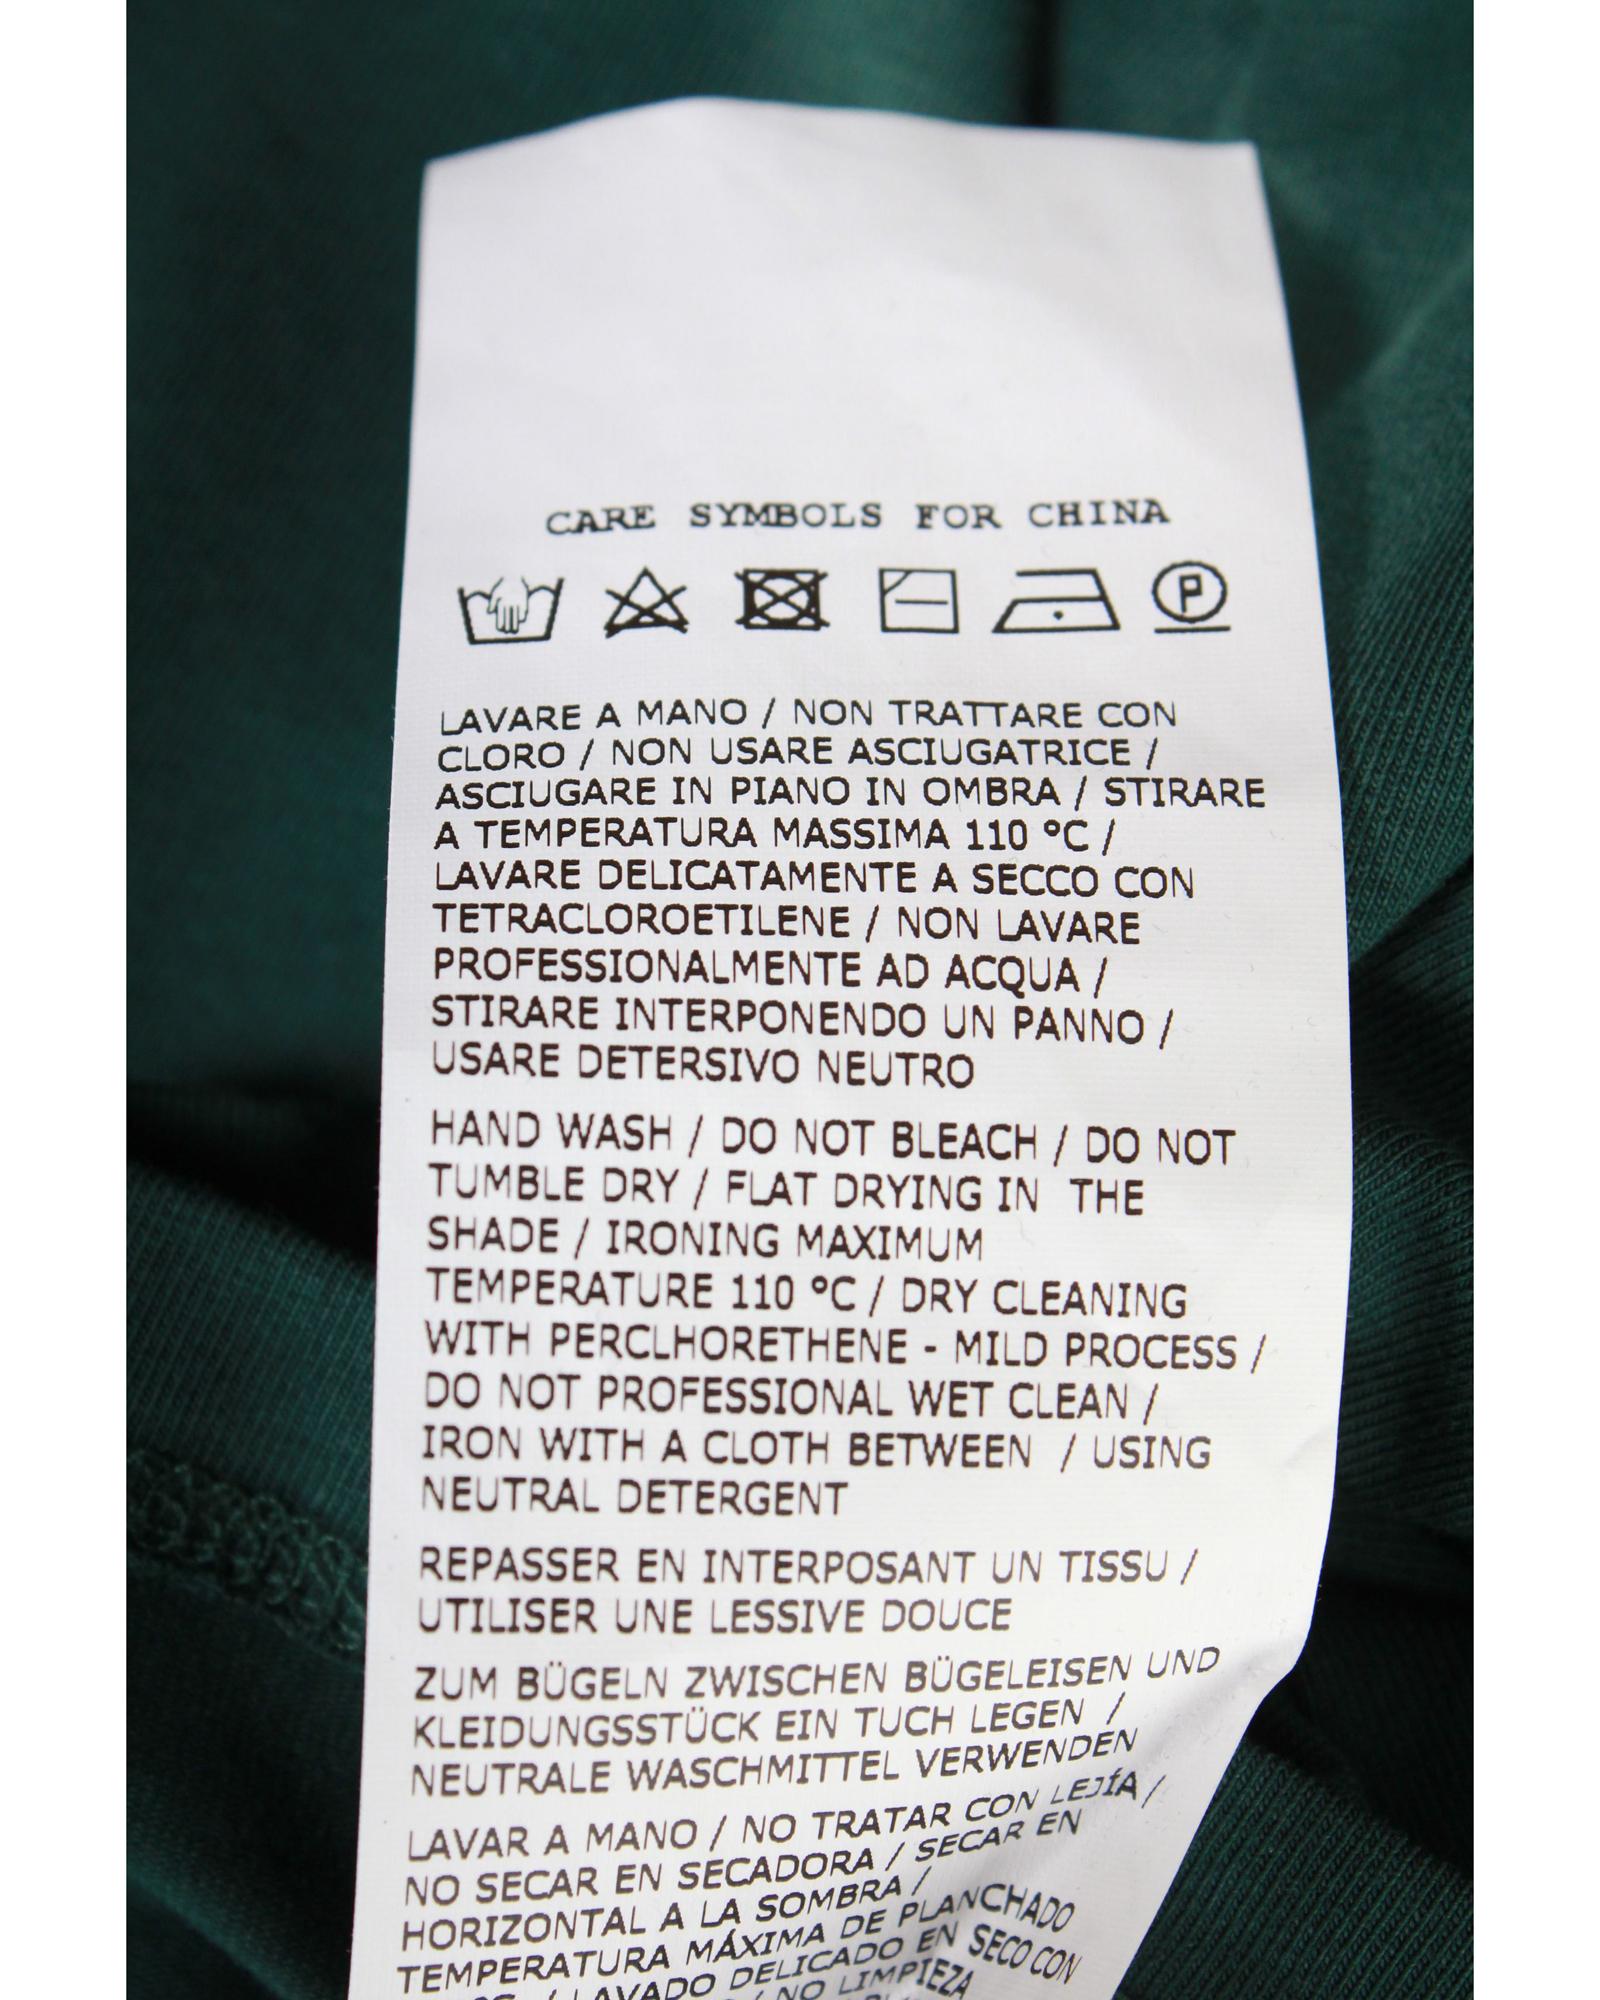 CARE SYMBOLS FOR CHINA
P
LAVARE A MANO / NON TRATTARE CON
CLORO / NON USARE ASCIUGATRICE /
ASCIUGARE IN PIANO IN OMBRA / STIRARE
A TEMPERATURA MASSIMA 110 °C /
LAVARE DELICATAMENTE A SECCO CON
TETRACLOROETILENE / NON LAVARE
PROFESSIONALMENTE AD ACQUA /
STIRARE INTERPONENDO UN PANNO /
USARE DETERSIVO NEUTRO
HAND WASH / DO NOT BLEACH / DO NOT
TUMBLE DRY / FLAT DRYING IN THE
SHADE / IRONING MAXIMUM
TEMPERATURE 110 °C / DRY CLEANING
WITH PERCLHORETHENE - MILD PROCESS /
DO NOT PROFESSIONAL WET CLEAN /
IRON WITH A CLOTH BETWEEN / USING
NEUTRAL DETERGENT
REPASSER EN INTERPOSANT UN TISSU /
UTILISER UNE LESSIVE DOUCE
ZUM BÜGELN ZWISCHEN BÜGELEISEN UND
KLEIDUNGSSTÜCK EIN TUCH LEGEN /
NEUTRALE WASCHMITTEL VERWENDEN
LAVAR A MANO / NO TRATAR CON LEJÍA /
NO SECAR EN SECADORA / SECAR EN
HORIZONTAL A LA SOMBRA /
TEMPERATURA MÁXIMA DE PLANCHADO
/ LAVADO DELICADO EN SECO CON
/ NO LIMPIEZA